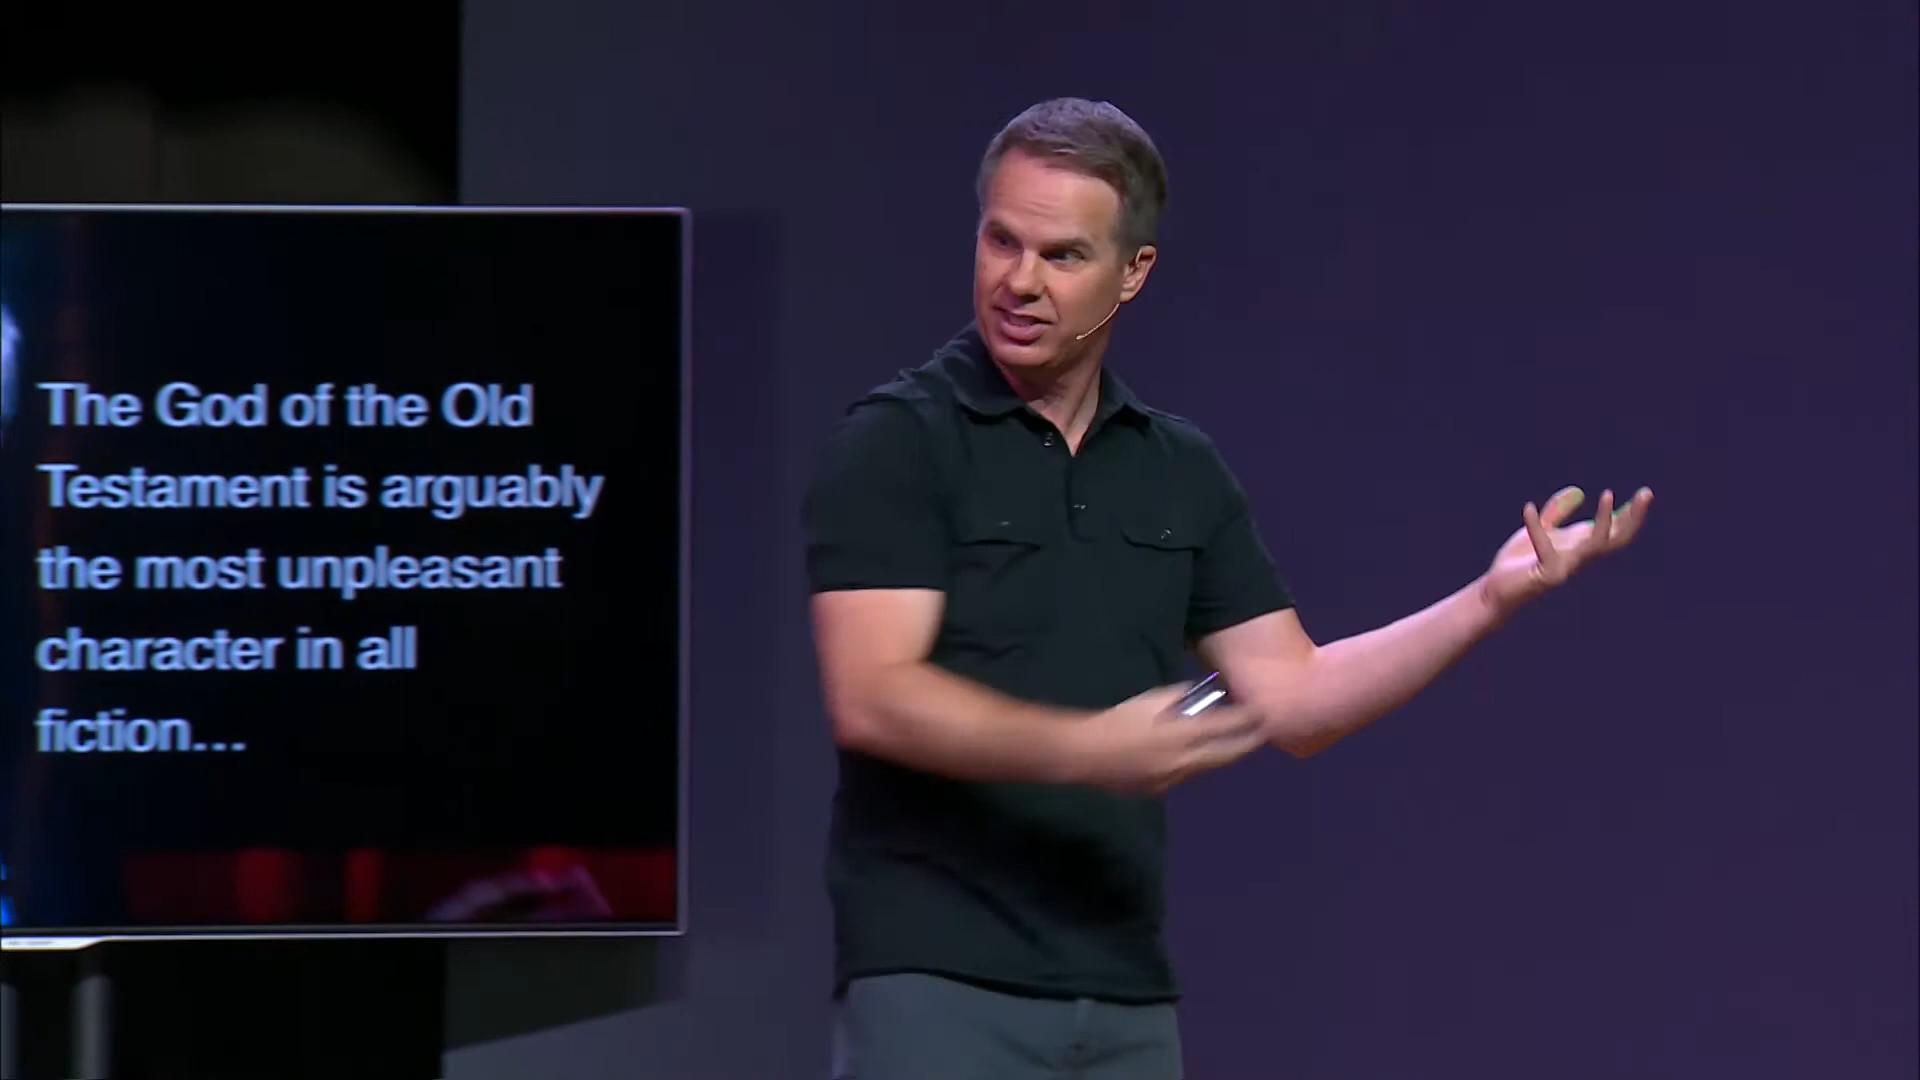 The God of the Old
Testament is arguably
the most unpleasant
character in all
fiction...